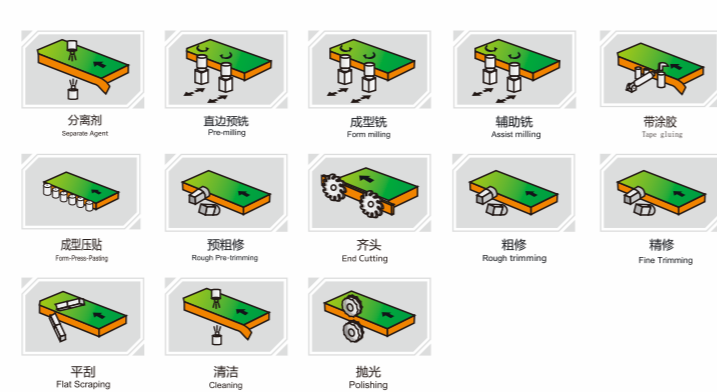 分离剂
Separate Agent
直边预铣
Pre-milling
成型铣
Form milling
辅助铣
Assist milling
带涂胶
Tape gluing
成型压贴
Form-Press-Pasting
预粗修
Rough Pre-trimming
齐头
End Cutting
粗修
Rough trimming
精修
Fine Trimming
平刮
Flat Scraping
清洁
Cleaning
抛光
Polishing